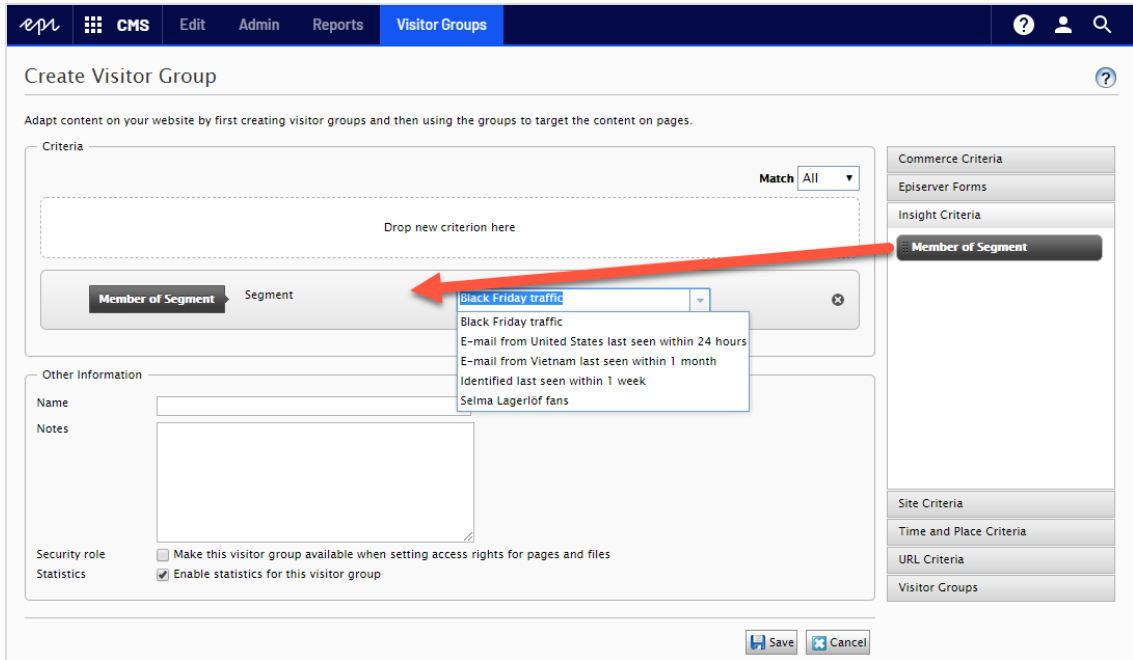 epi CMS Edit Admin Reports Visitor Groups ?
Create Visitor Group ?
Adapt content on your website by first creating visitor groups and then using the groups to target the content on pages.
Criteria
Match All
Drop new criterion here
Member of Segment Segment Black Friday traffic
Black Friday traffic
E-mail from United States last seen within 24 hours
E-mail from Vietnam last seen within 1 month
Identified last seen within 1 week
Selma Lagerlöf fans
Other Information
Name
Notes
Security role Make this visitor group available when setting access rights for pages and files
Statistics Enable statistics for this visitor group
Commerce Criteria
Episerver Forms
Insight Criteria
Member of Segment
Site Criteria
Time and Place Criteria
URL Criteria
Visitor Groups
Save Cancel